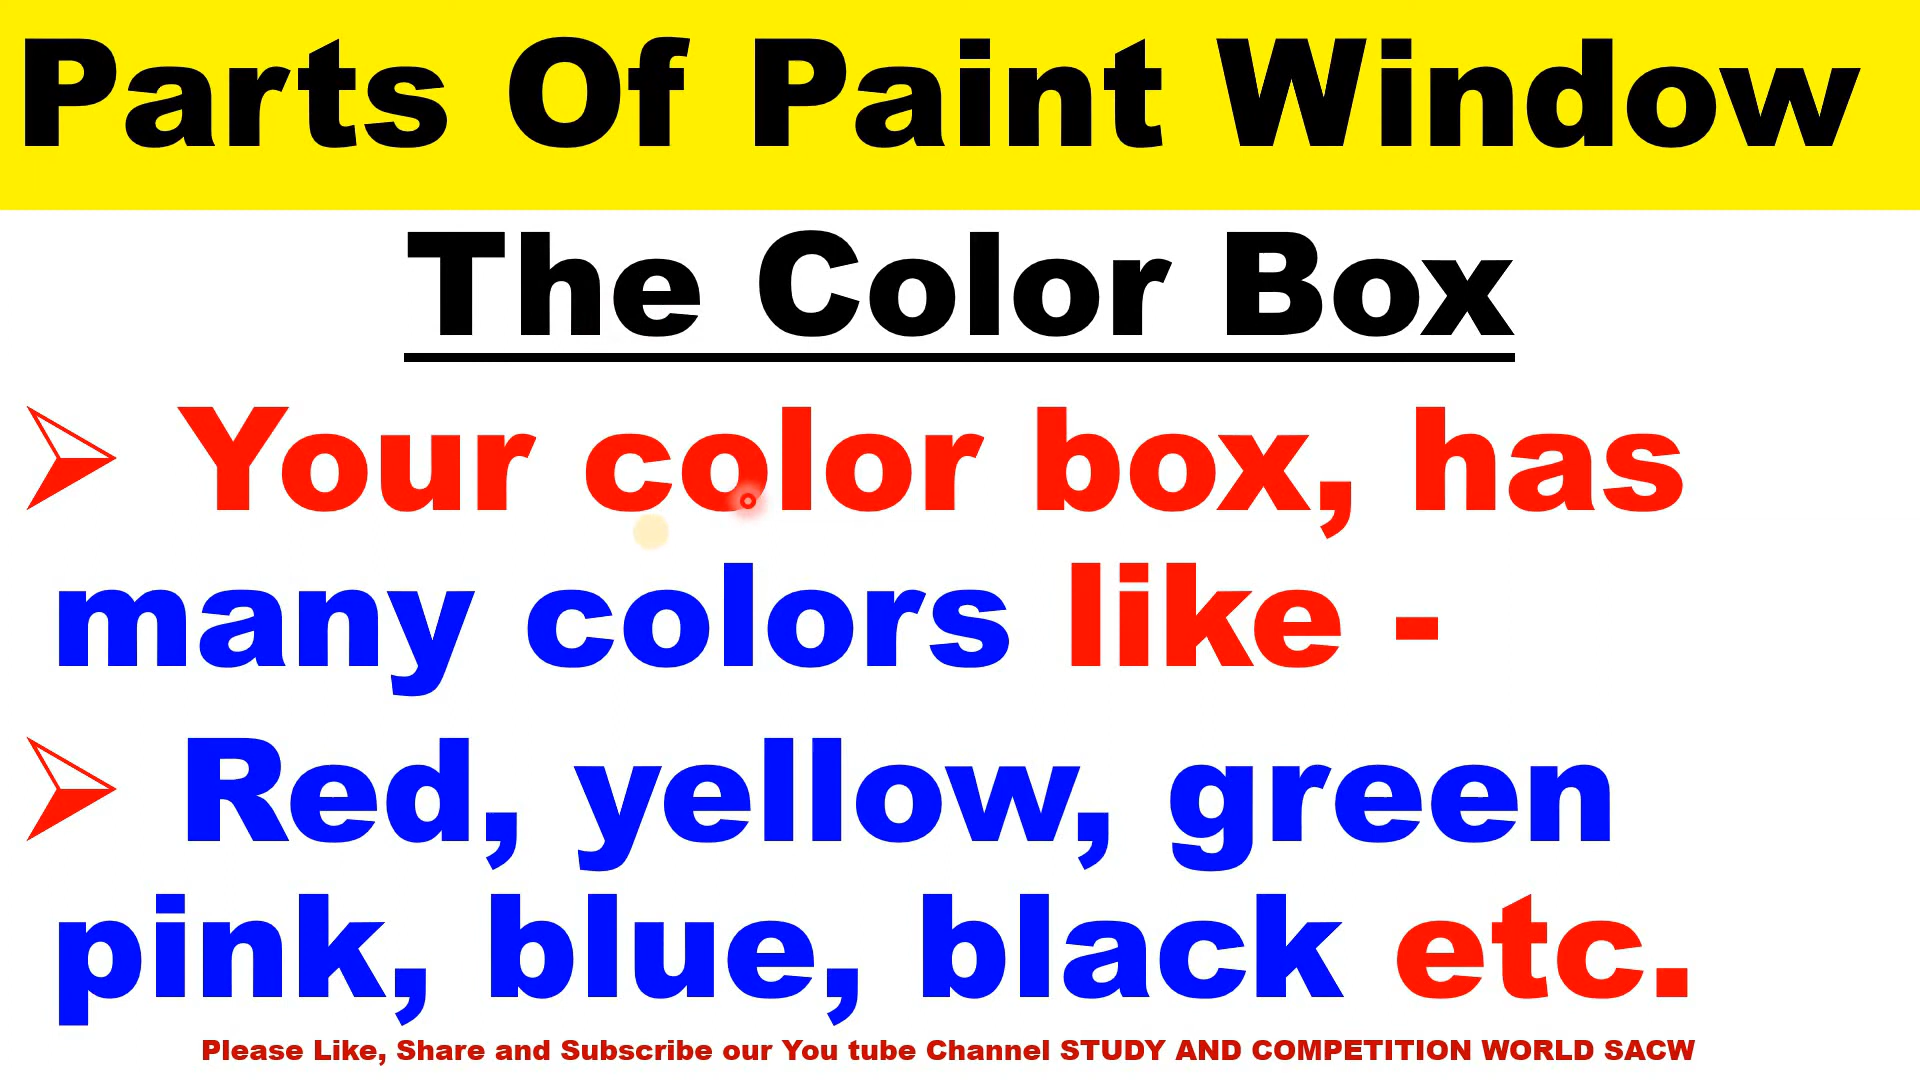 Parts Of Paint Window
The Color Box
Your color box, has
many colors like -
Red, yellow, green
pink, blue, black etc.
Please Like, Share and Subscribe our You tube Channel STUDY AND COMPETITION WORLD SACW